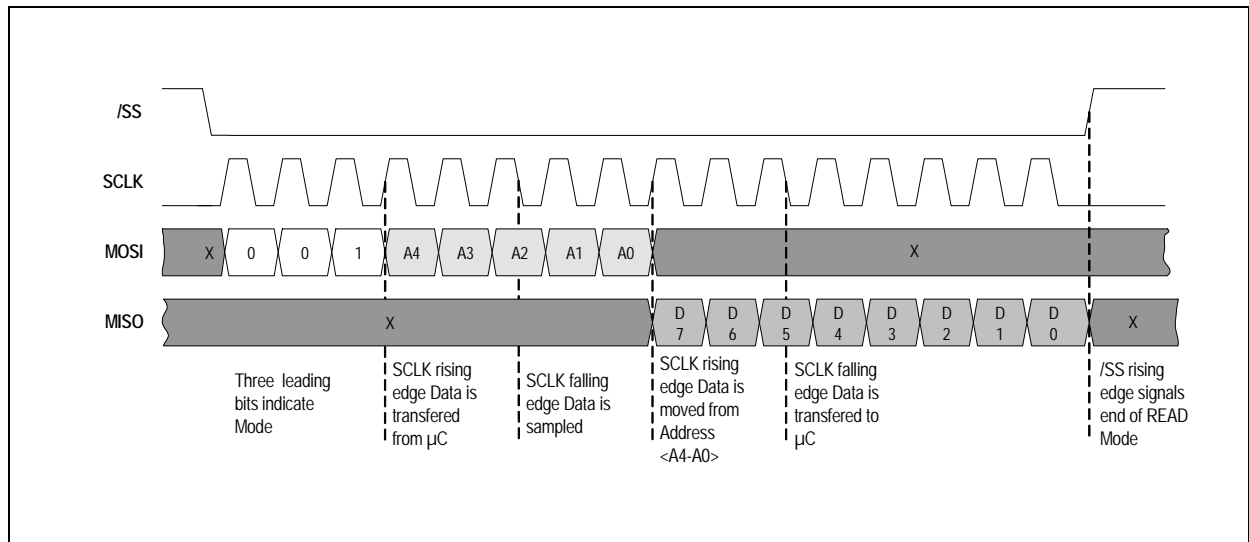 /SS
SCLK
MOSI
X 0 0 1 A4 A3 A2 A1 A0 X
MISO
X D 7 D 6 D 5 D 4 D 3 D 2 D 1 D 0 X
Three leading
bits indicate
Mode
SCLK rising
edge Data is
transfered
from µC
SCLK falling
edge Data is
sampled
SCLK rising
edge Data is
moved from
Address
<A4-A0>
SCLK falling
edge Data is
transfered to
µC
/SS rising
edge signals
end of READ
Mode